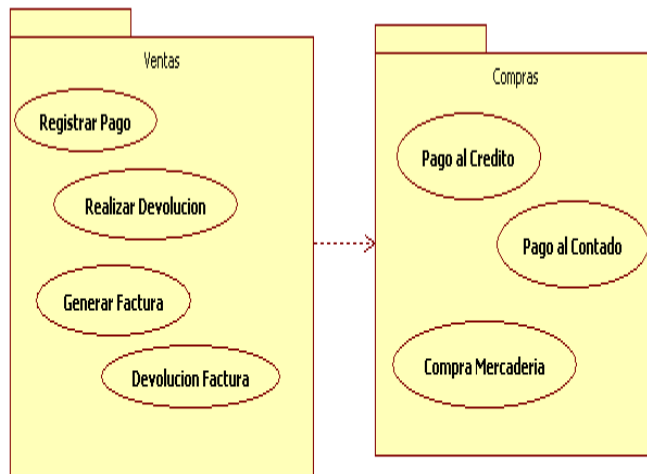 Ventas
Registrar Pago
Realizar Devolucion
Generar Factura
Devolucion Factura
Compras
Pago al Credito
Pago al Contado
Compra Mercaderia